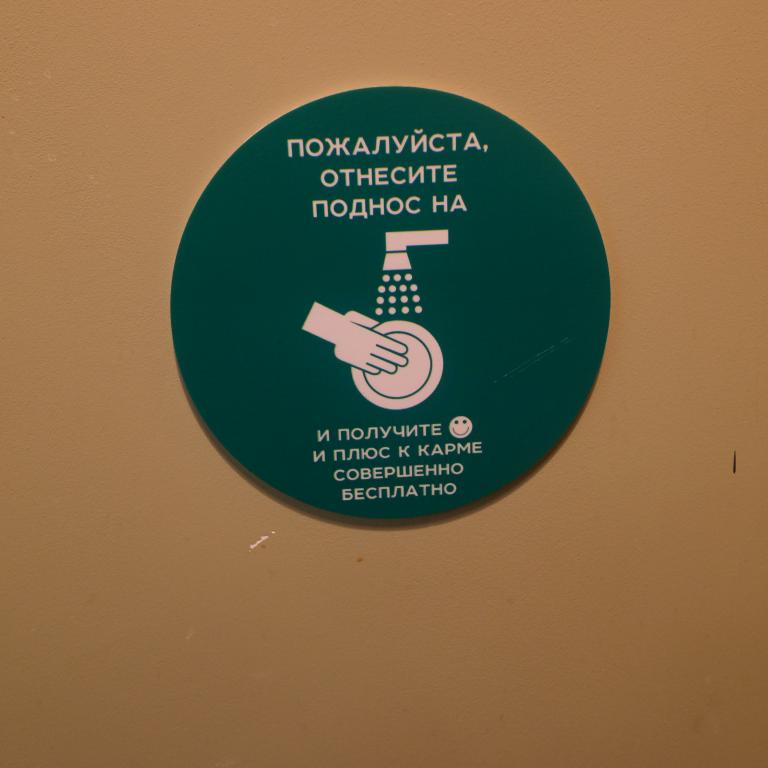 ПОЖАЛУЙСТА,
ОТНЕСИТЕ
ПОДНОС НА
И ПОЛУЧИТЕ
И ПЛЮС К КАРМЕ
СОВЕРШЕННО
БЕСПЛАТНО